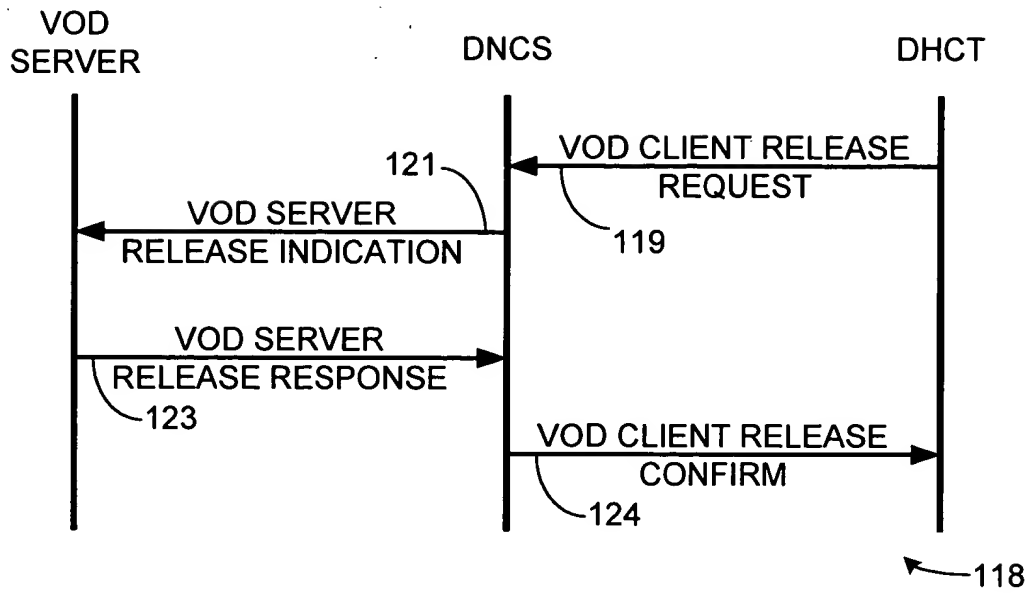 VOD
SERVER
DNCS
DHCT
VOD CLIENT RELEASE
REQUEST
121
119
VOD SERVER
RELEASE INDICATION
VOD SERVER
RELEASE RESPONSE
123
VOD CLIENT RELEASE
CONFIRM
124
118